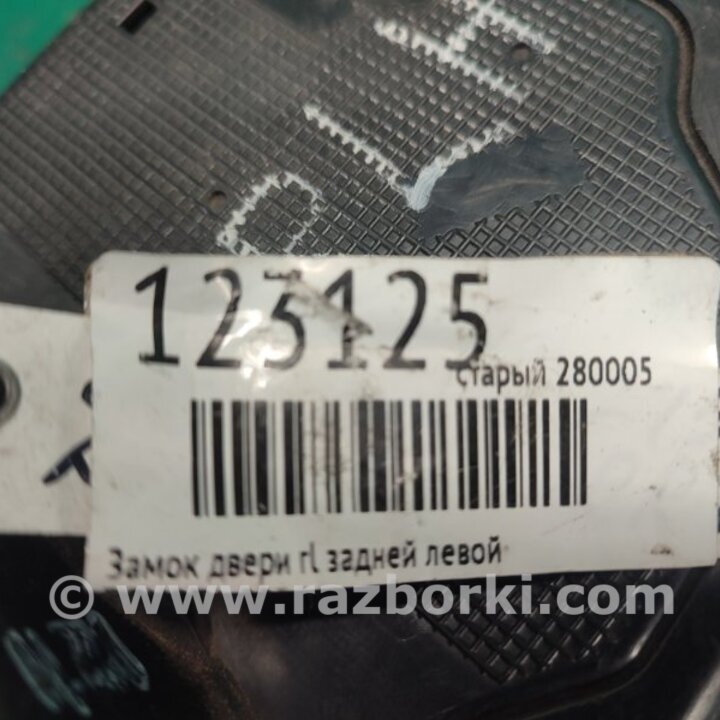 123125
старый 280005
Замок двери rl задней левой
© www.razborki.com